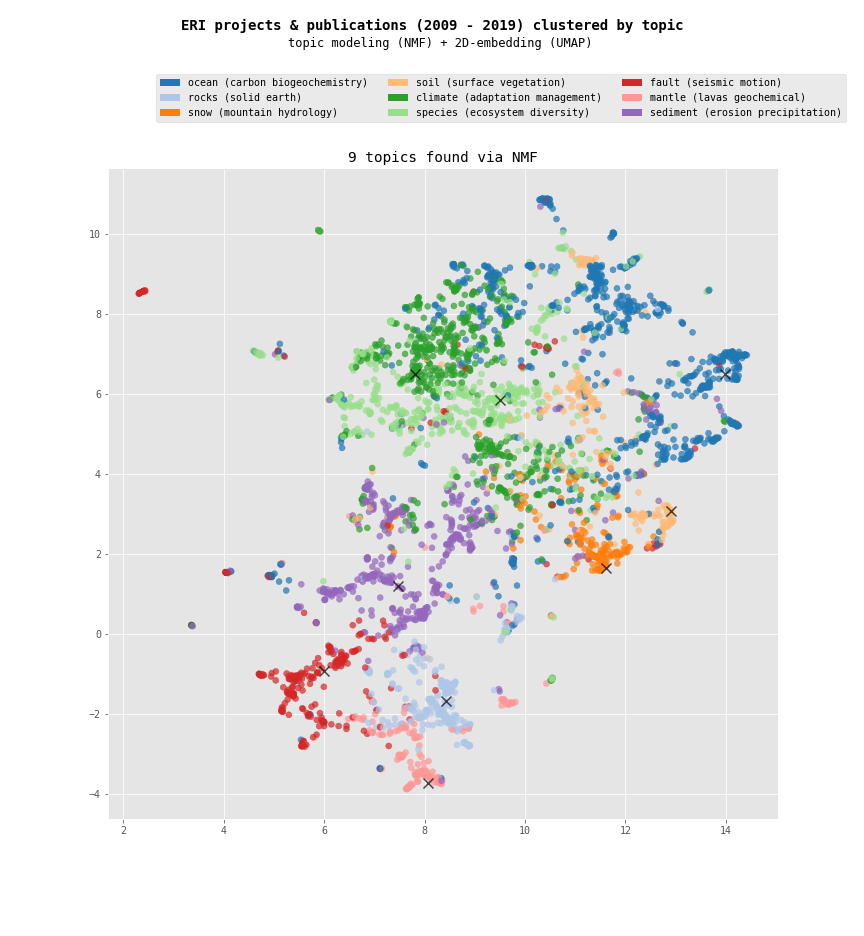 ERI projects & publications (2009 - 2019) clustered by topic
topic modeling (NMF) + 2D-embedding (UMAP)
ocean (carbon biogeochemistry) soil (surface vegetation) fault (seismic motion)
rocks (solid earth) climate (adaptation management) mantle (lavas geochemical)
snow (mountain hydrology) species (ecosystem diversity) sediment (erosion precipitation)
9 topics found via NMF
10
8
6
4
2
0
−2
−4
2 4 6 8 10 12 14